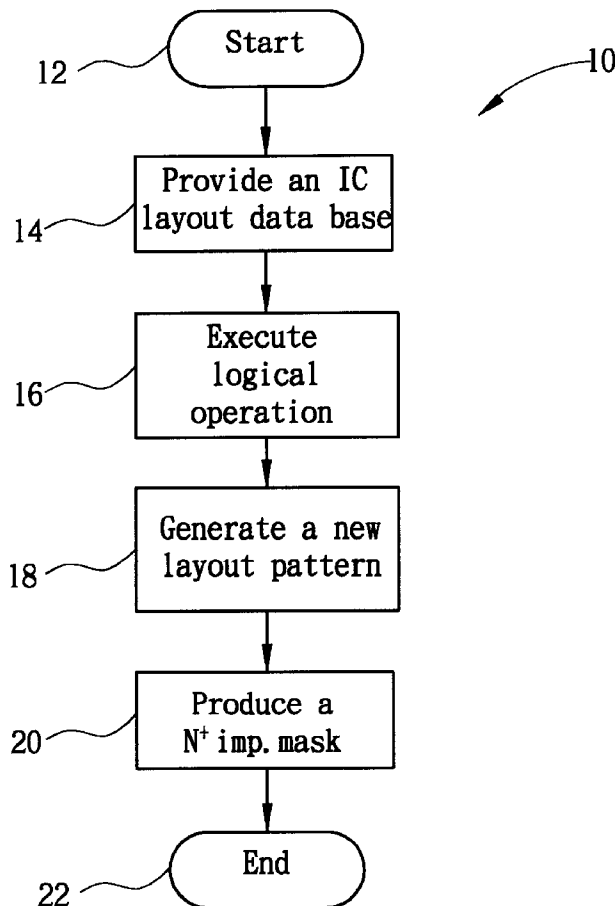 Start
12
10
Provide an IC
layout data base
14
Execute
logical
operation
16
Generate a new
layout pattern
18
Produce a
N⁺ imp. mask
20
End
22